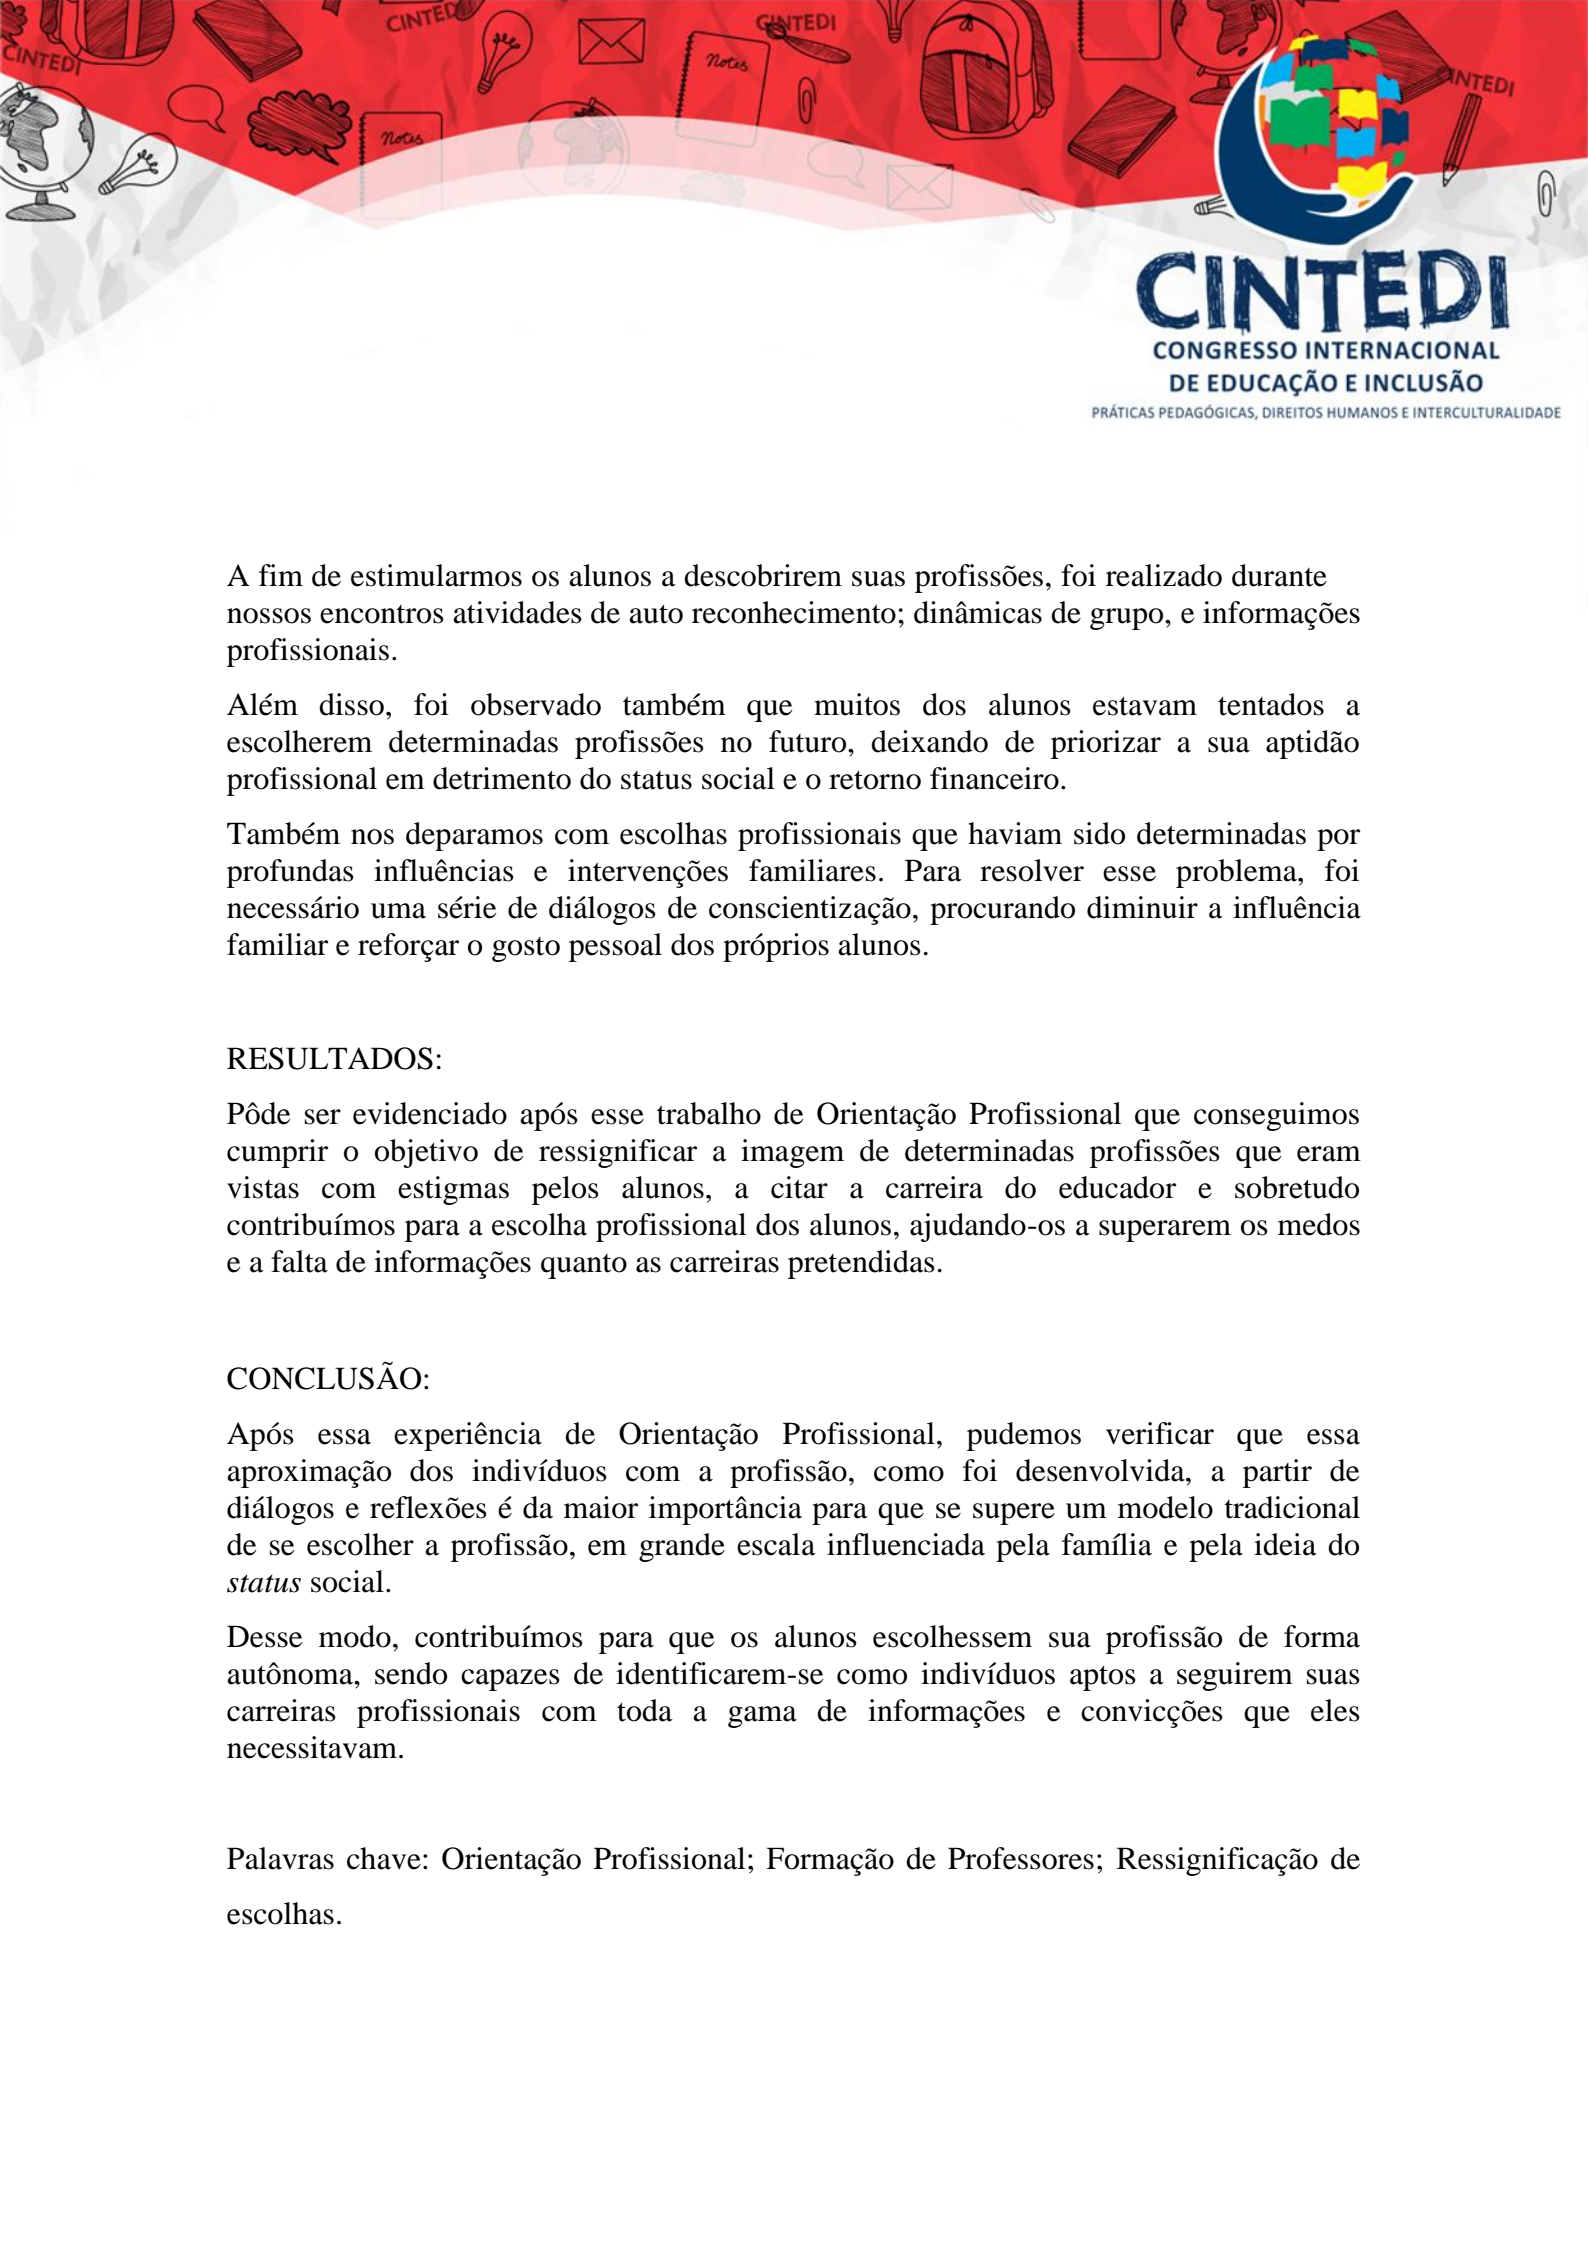 CINTEDI
CINTEDI
CINTEDI
CINTEDI
Notes
Notes
CINTEDI
CONGRESSO INTERNACIONAL
DE EDUCAÇÃO E INCLUSÃO
PRÁTICAS PEDAGÓGICAS, DIREITOS HUMANOS E INTERCULTURALIDADE
A fim de estimularmos os alunos a descobrirem suas profissões, foi realizado durante
nossos encontros atividades de auto reconhecimento; dinâmicas de grupo, e informações
profissionais.
Além disso, foi observado também que muitos dos alunos estavam tentados a
escolherem determinadas profissões no futuro, deixando de priorizar a sua aptidão
profissional em detrimento do status social e o retorno financeiro.
Também nos deparamos com escolhas profissionais que haviam sido determinadas por
profundas influências e intervenções familiares. Para resolver esse problema, foi
necessário uma série de diálogos de conscientização, procurando diminuir a influência
familiar e reforçar o gosto pessoal dos próprios alunos.
RESULTADOS:
Pôde ser evidenciado após esse trabalho de Orientação Profissional que conseguimos
cumprir o objetivo de ressignificar a imagem de determinadas profissões que eram
vistas com estigmas pelos alunos, a citar a carreira do educador e sobretudo
contribuímos para a escolha profissional dos alunos, ajudando-os a superarem os medos
e a falta de informações quanto as carreiras pretendidas.
CONCLUSÃO:
Após essa experiência de Orientação Profissional, pudemos verificar que essa
aproximação dos indivíduos com a profissão, como foi desenvolvida, a partir de
diálogos e reflexões é da maior importância para que se supere um modelo tradicional
de se escolher a profissão, em grande escala influenciada pela família e pela ideia do
status social.
Desse modo, contribuímos para que os alunos escolhessem sua profissão de forma
autônoma, sendo capazes de identificarem-se como indivíduos aptos a seguirem suas
carreiras profissionais com toda a gama de informações e convicções que eles
necessitavam.
Palavras chave: Orientação Profissional; Formação de Professores; Ressignificação de
escolhas.